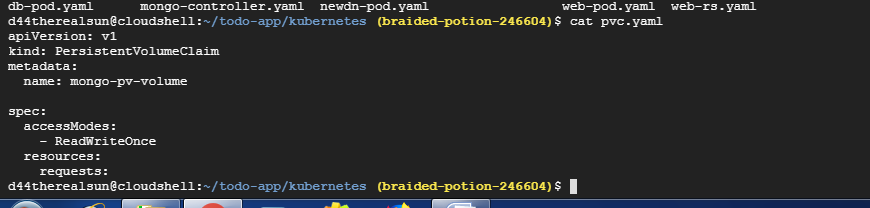 db-pod.yaml      mongo-controller.yaml  newdn-pod.yaml                 web-pod.yaml  web-rs.yaml
d44therealsun@cloudshell:~/todo-app/kubernetes (braided-potion-246604)$ cat pvc.yaml
apiVersion: v1
kind: PersistentVolumeClaim
metadata:
  name: mongo-pv-volume

spec:
  accessModes:
    - ReadWriteOnce
  resources:
    requests:
d44therealsun@cloudshell:~/todo-app/kubernetes (braided-potion-246604)$